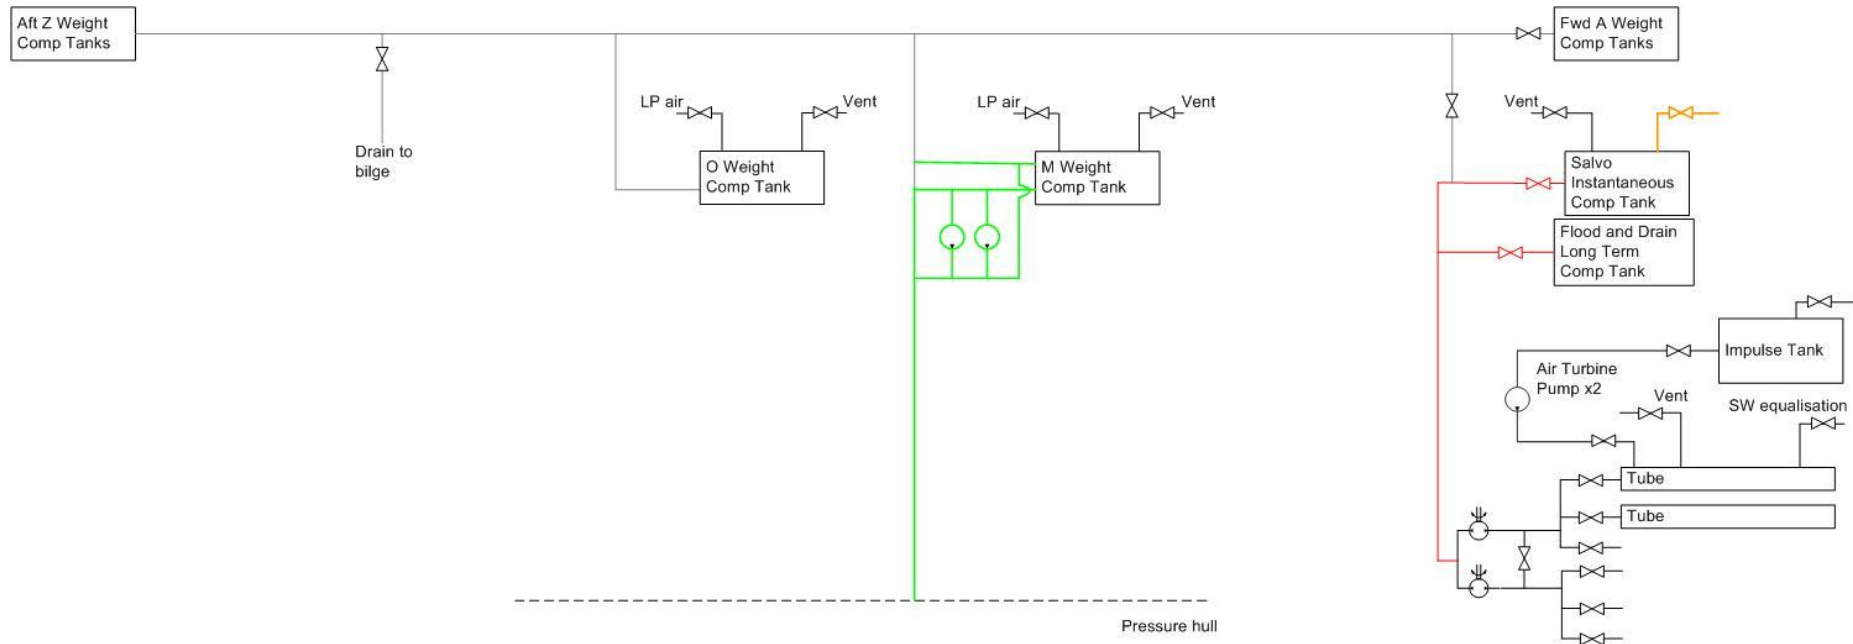 Aft Z Weight
Comp Tanks
Fwd A Weight
Comp Tanks
LP air
Vent
LP air
Vent
Vent
Drain to
bilge
O Weight
Comp Tank
M Weight
Comp Tank
Salvo
Instantaneous
Comp Tank
Flood and Drain
Long Term
Comp Tank
Impulse Tank
Air Turbine
Pump x2
Vent
SW equalisation
Tube
Tube
Pressure hull